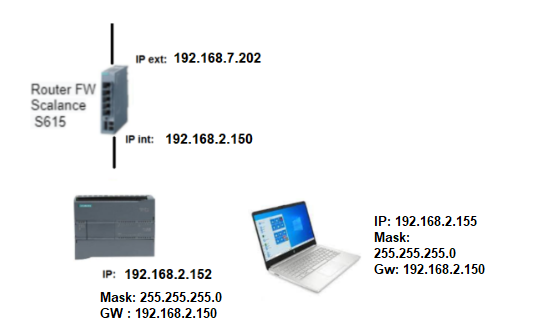 IP ext: 192.168.7.202
Router FW
Scalance
S615
IP int: 192.168.2.150
SIEMENS
IP: 192.168.2.152
Mask: 255.255.255.0
GW : 192.168.2.150
IP: 192.168.2.155
Mask:
255.255.255.0
Gw: 192.168.2.150